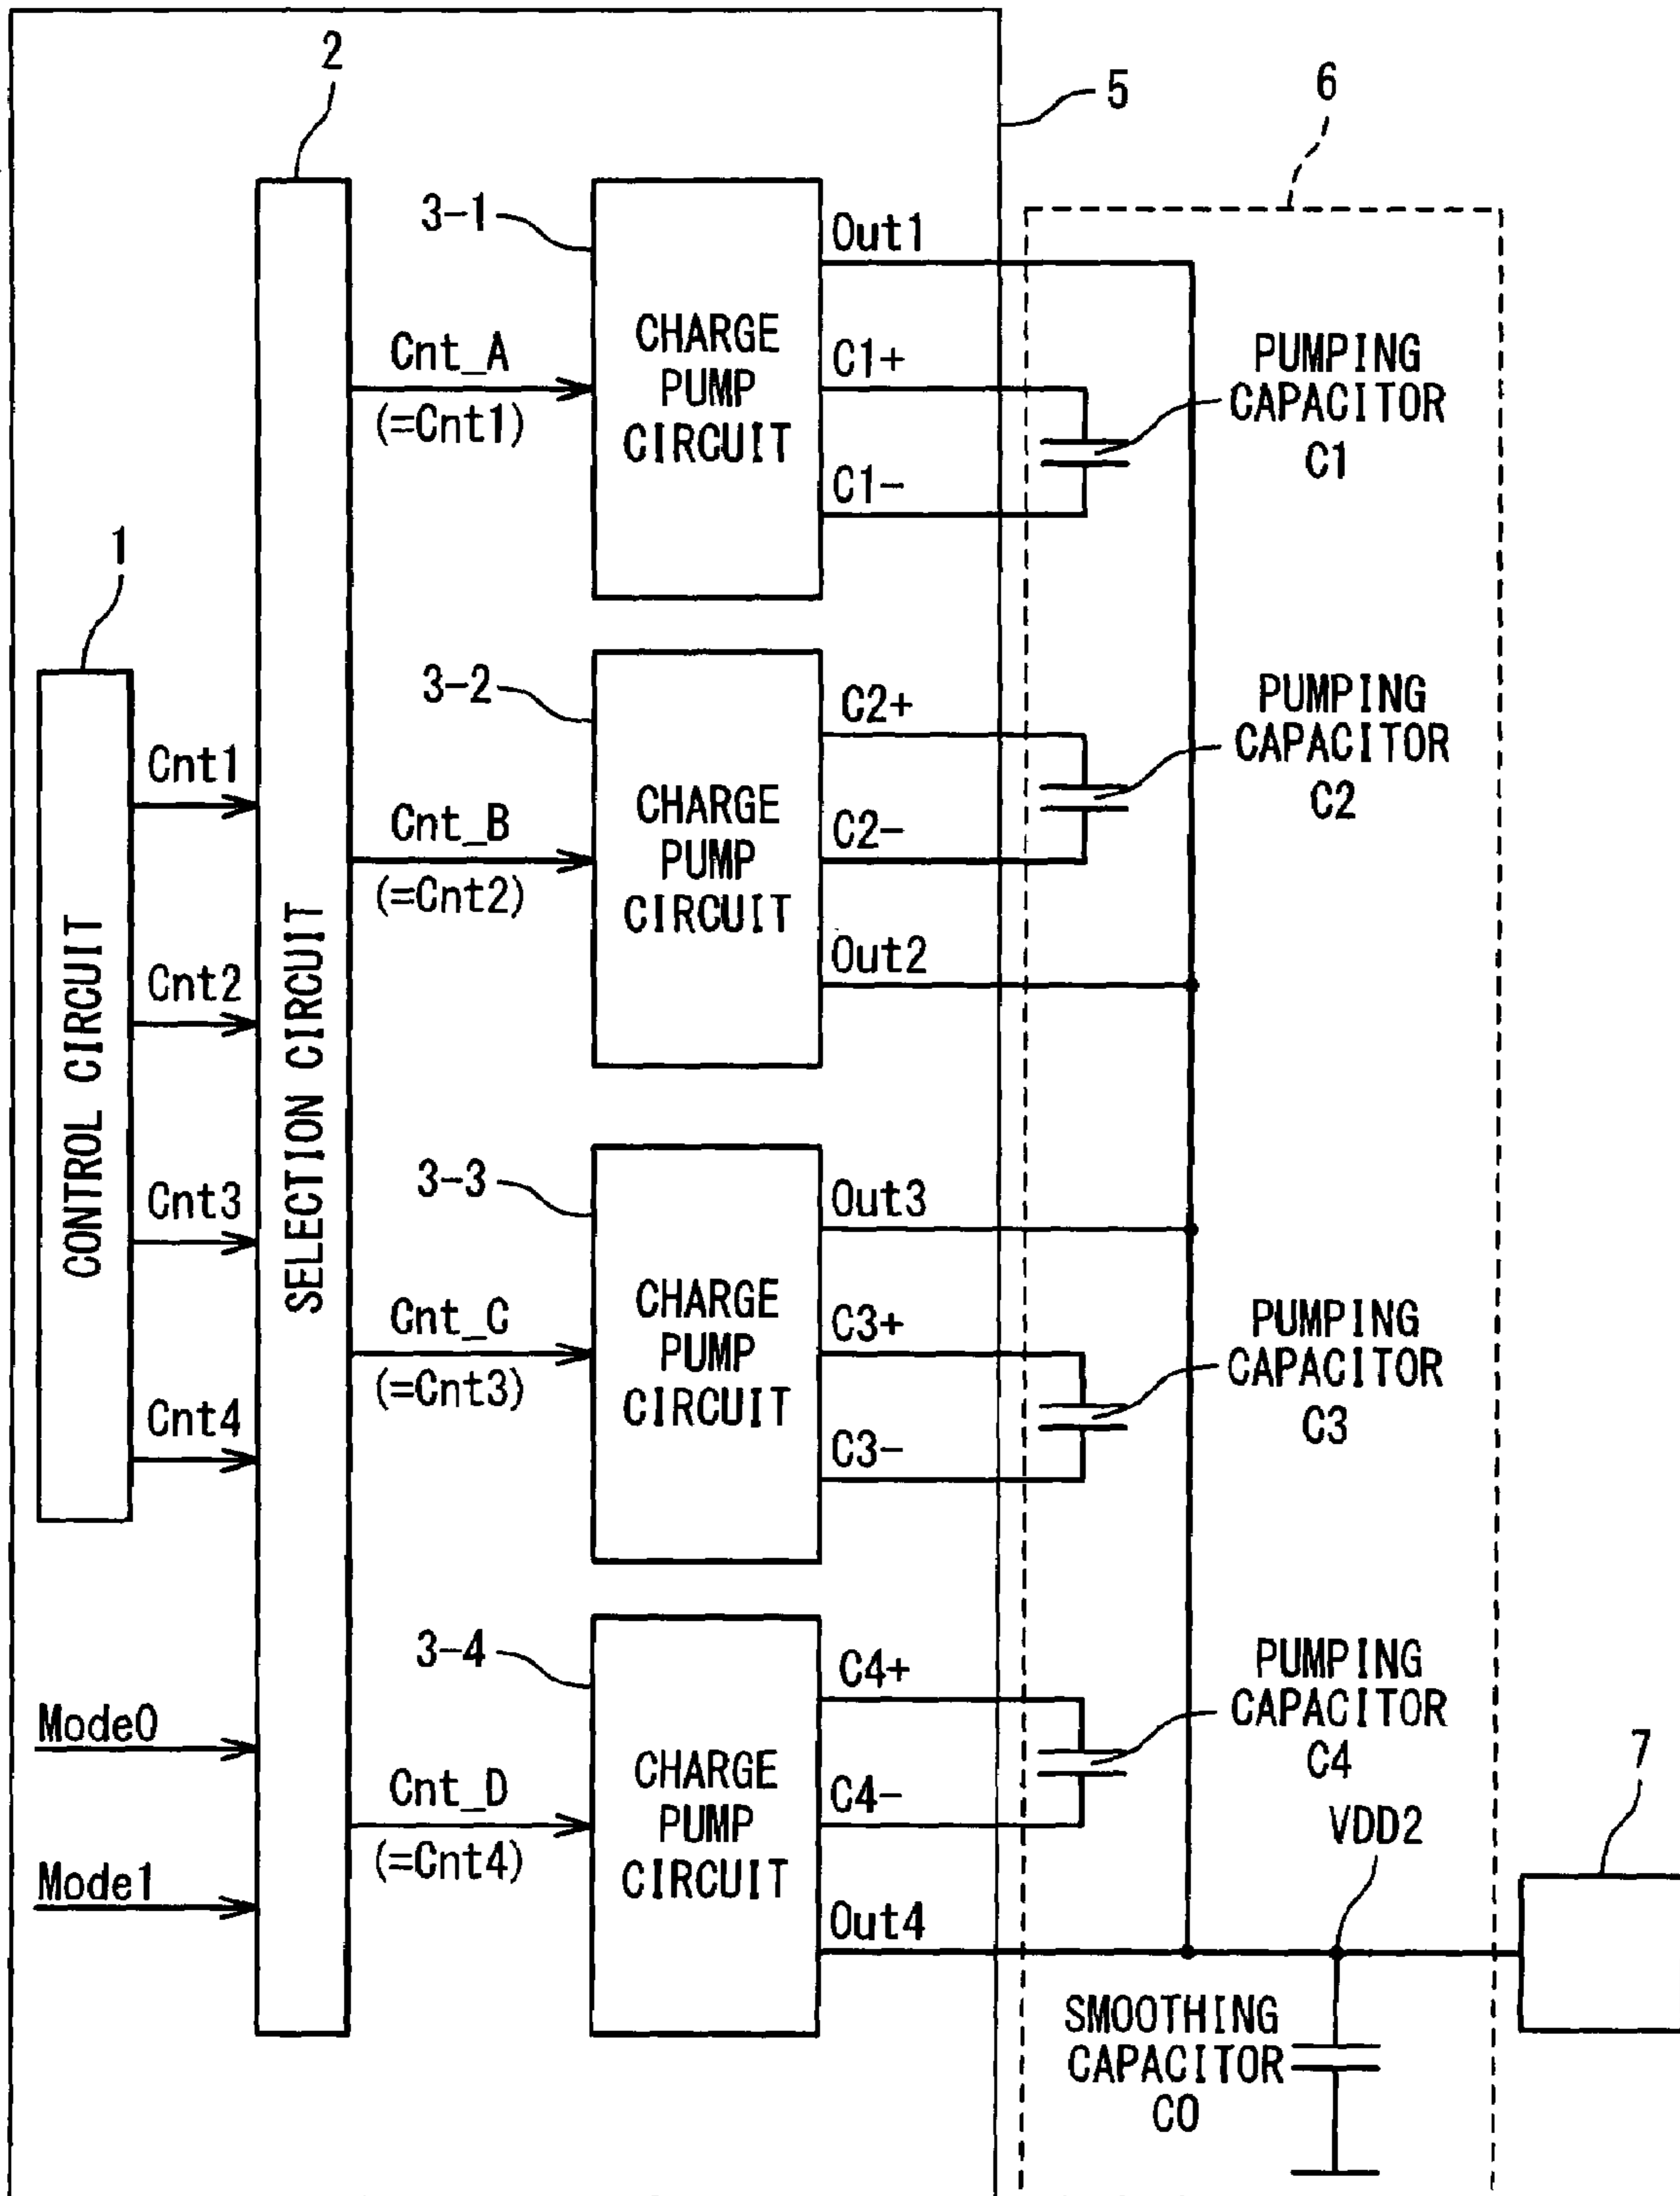 2
5
6
3-1
Out1
CHARGE
PUMP
CIRCUIT
Cnt_A
(=Cnt1)
C1+
C1-
PUMPING
CAPACITOR
C1
1
3-2
C2+
CHARGE
PUMP
CIRCUIT
Cnt_B
(=Cnt2)
C2-
Out2
PUMPING
CAPACITOR
C2
CONTROL CIRCUIT
Cnt1
Cnt2
Cnt3
Cnt4
SELECTION CIRCUIT
3-3
Out3
CHARGE
PUMP
CIRCUIT
Cnt_C
(=Cnt3)
C3+
C3-
PUMPING
CAPACITOR
C3
Mode0
Mode1
3-4
C4+
CHARGE
PUMP
CIRCUIT
Cnt_D
(=Cnt4)
C4-
Out4
PUMPING
CAPACITOR
C4
VDD2
7
SMOOTHING
CAPACITOR
C0